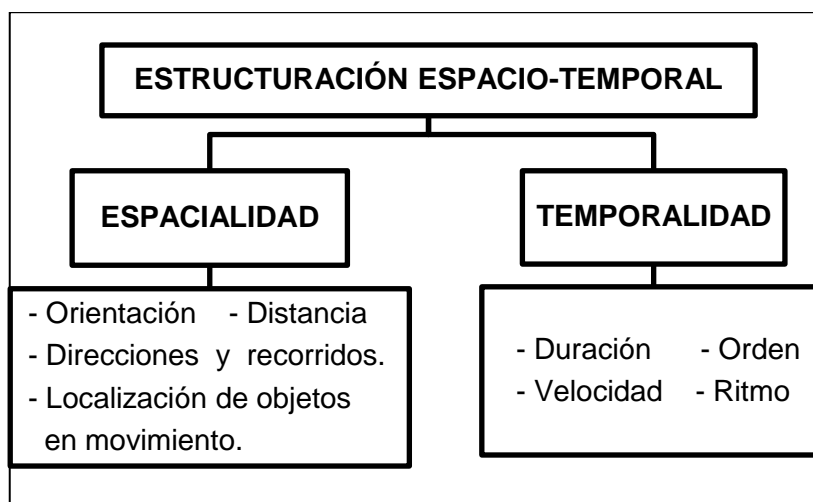 ESTRUCTURACIÓN ESPACIO-TEMPORAL
ESPACIALIDAD
- Orientación - Distancia
- Direcciones y recorridos.
- Localización de objetos
en movimiento.
TEMPORALIDAD
- Duración - Orden
- Velocidad - Ritmo